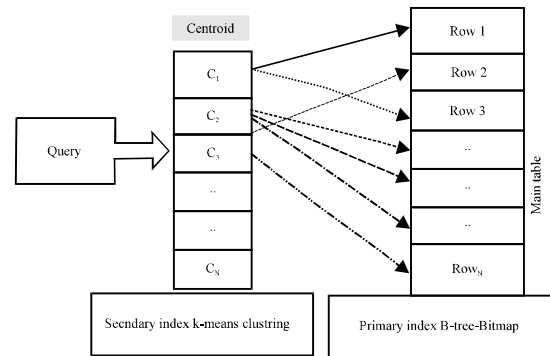 Centroid
C1
C2
C3
..
..
CN
Query
Row 1
Row 2
Row 3
..
..
..
RowN
Main table
Secndary index k-means clustring
Primary index B-tree-Bitmap